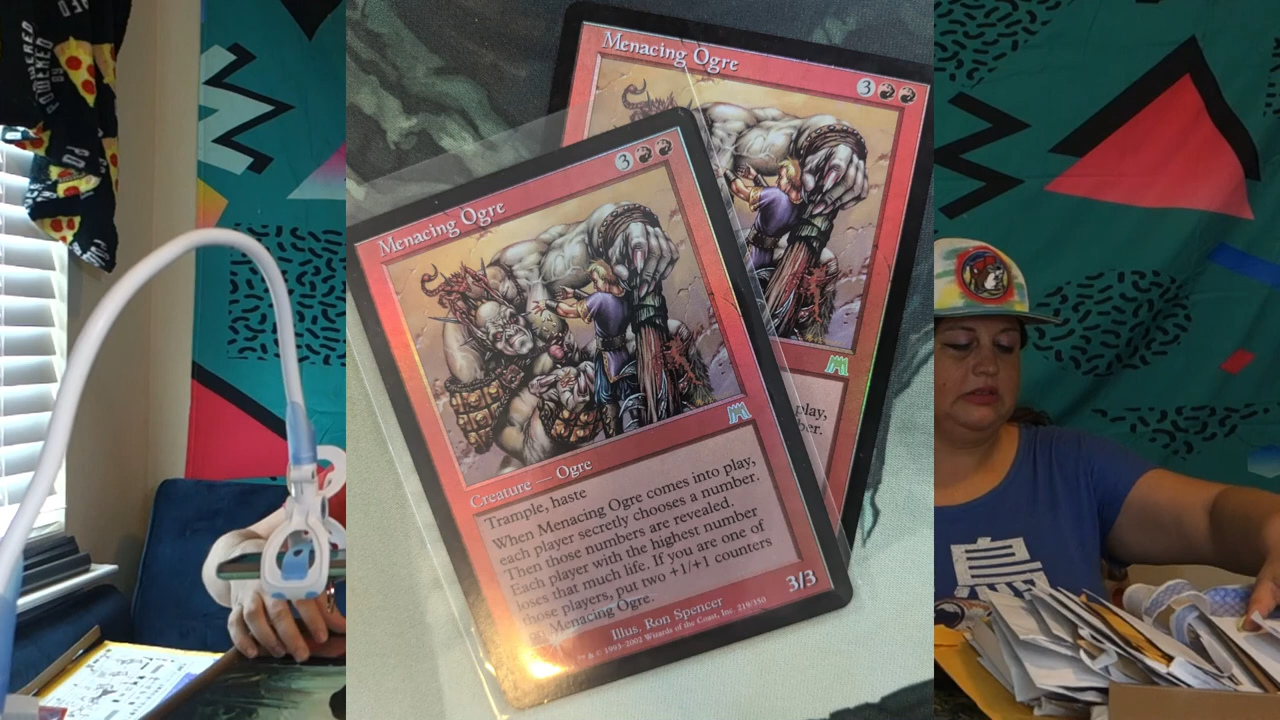 POWERED
BY
Menacing Ogre
3
play,
ber.
Menacing Ogre
3
Creature — Ogre
Trample, haste
When Menacing Ogre comes into play,
each player secretly chooses a number.
Then those numbers are revealed.
Each player with the highest number
loses that much life. If you are one of
those players, put two +1/+1 counters
on Menacing Ogre.
3/3
Illus. Ron Spencer
™ & © 1993–2002 Wizards of the Coast, Inc. 219/350
鳥